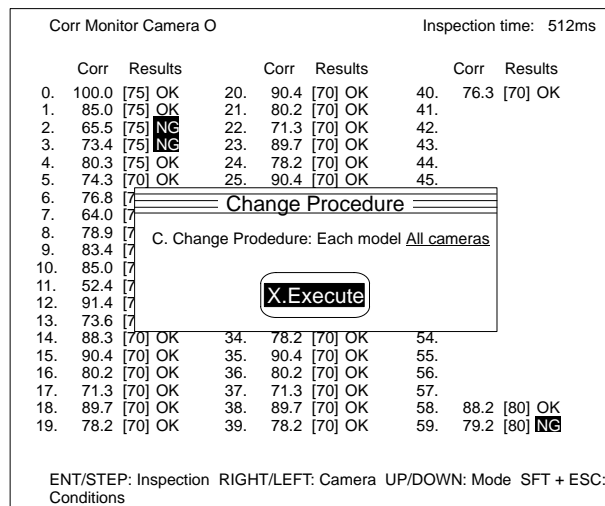 Corr Monitor Camera O Inspection time: 512ms
Corr Results Corr Results Corr Results
0. 100.0 [75] OK 20. 90.4 [70] OK 40. 76.3 [70] OK
1. 85.0 [75] OK 21. 80.2 [70] OK 41.
2. 65.5 [75] NG 22. 71.3 [70] OK 42.
3. 73.4 [75] NG 23. 89.7 [70] OK 43.
4. 80.3 [75] OK 24. 78.2 [70] OK 44.
5. 74.3 [70] OK 25. 90.4 [70] OK 45.
6. 76.8 [7
7. 64.0 [7
8. 78.9 [7
9. 83.4 [7
10. 85.0 [7
11. 52.4 [7
12. 91.4 [7
13. 73.6 [7
Change Procedure
C. Change Prodedure: Each model All cameras
X.Execute
14. 88.3 [70] OK 34. 78.2 [70] OK 54.
15. 90.4 [70] OK 35. 90.4 [70] OK 55.
16. 80.2 [70] OK 36. 80.2 [70] OK 56.
17. 71.3 [70] OK 37. 71.3 [70] OK 57.
18. 89.7 [70] OK 38. 89.7 [70] OK 58. 88.2 [80] OK
19. 78.2 [70] OK 39. 78.2 [70] OK 59. 79.2 [80] NG
ENT/STEP: Inspection RIGHT/LEFT: Camera UP/DOWN: Mode SFT + ESC:
Conditions